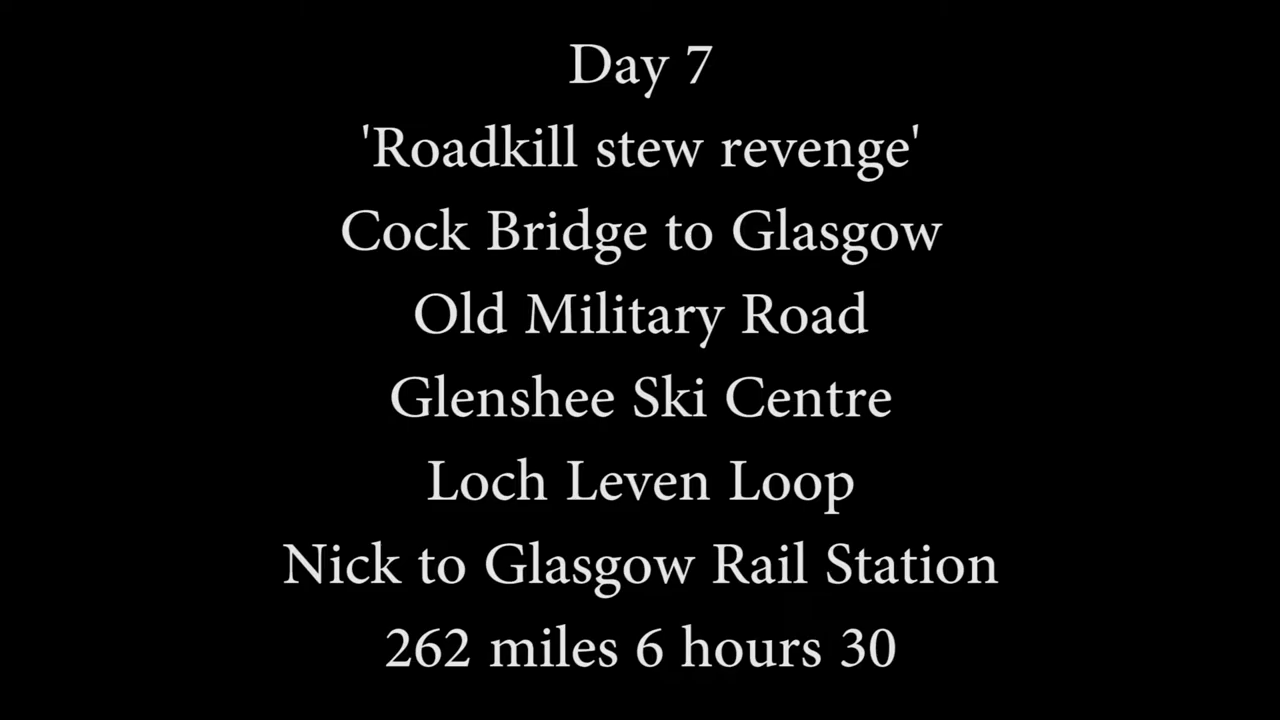 Day 7
'Roadkill stew revenge'
Cock Bridge to Glasgow
Old Military Road
Glenshee Ski Centre
Loch Leven Loop
Nick to Glasgow Rail Station
262 miles 6 hours 30